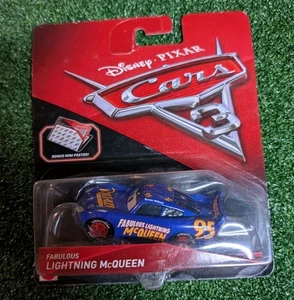 Disney · PIXAR
Cars
3
BONUS MINI POSTER!
FABULOUS LIGHTNING
McQUEEN
95
FABULOUS
LIGHTNING McQUEEN